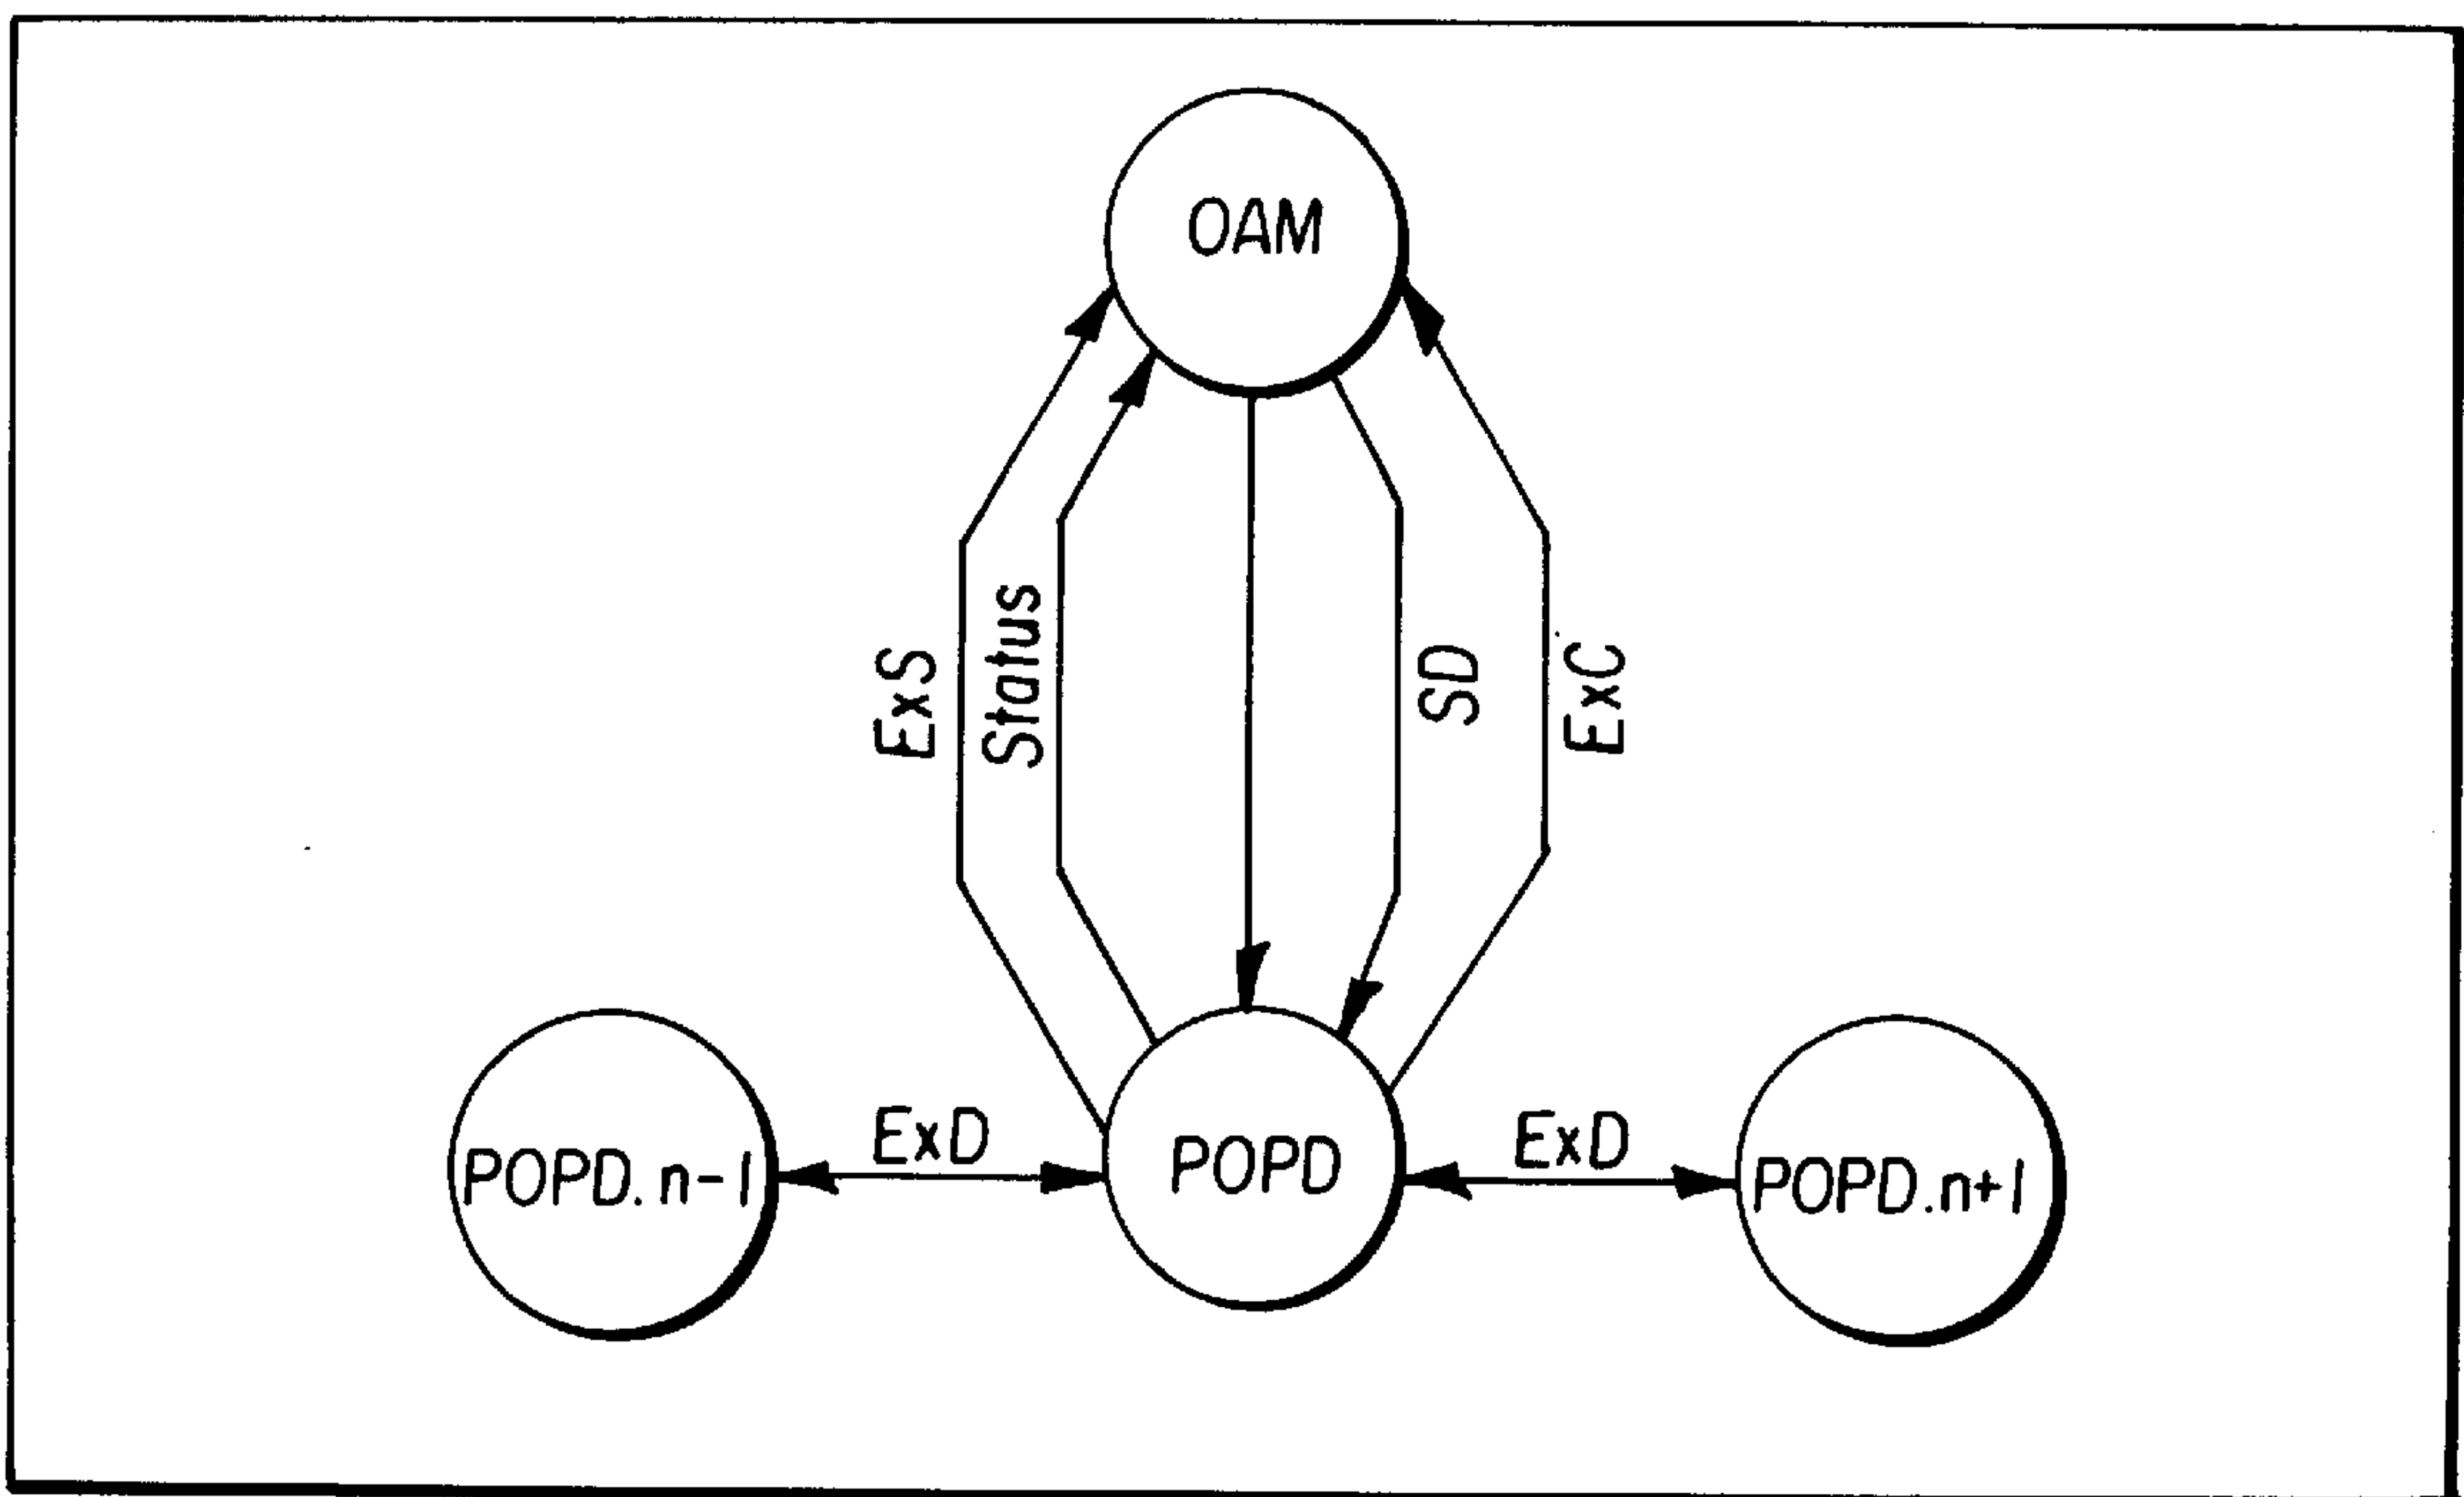 OAM
ExS
Status
SD
ExC
POPD.n-1
ExD
POPD
ExD
POPD.n+1